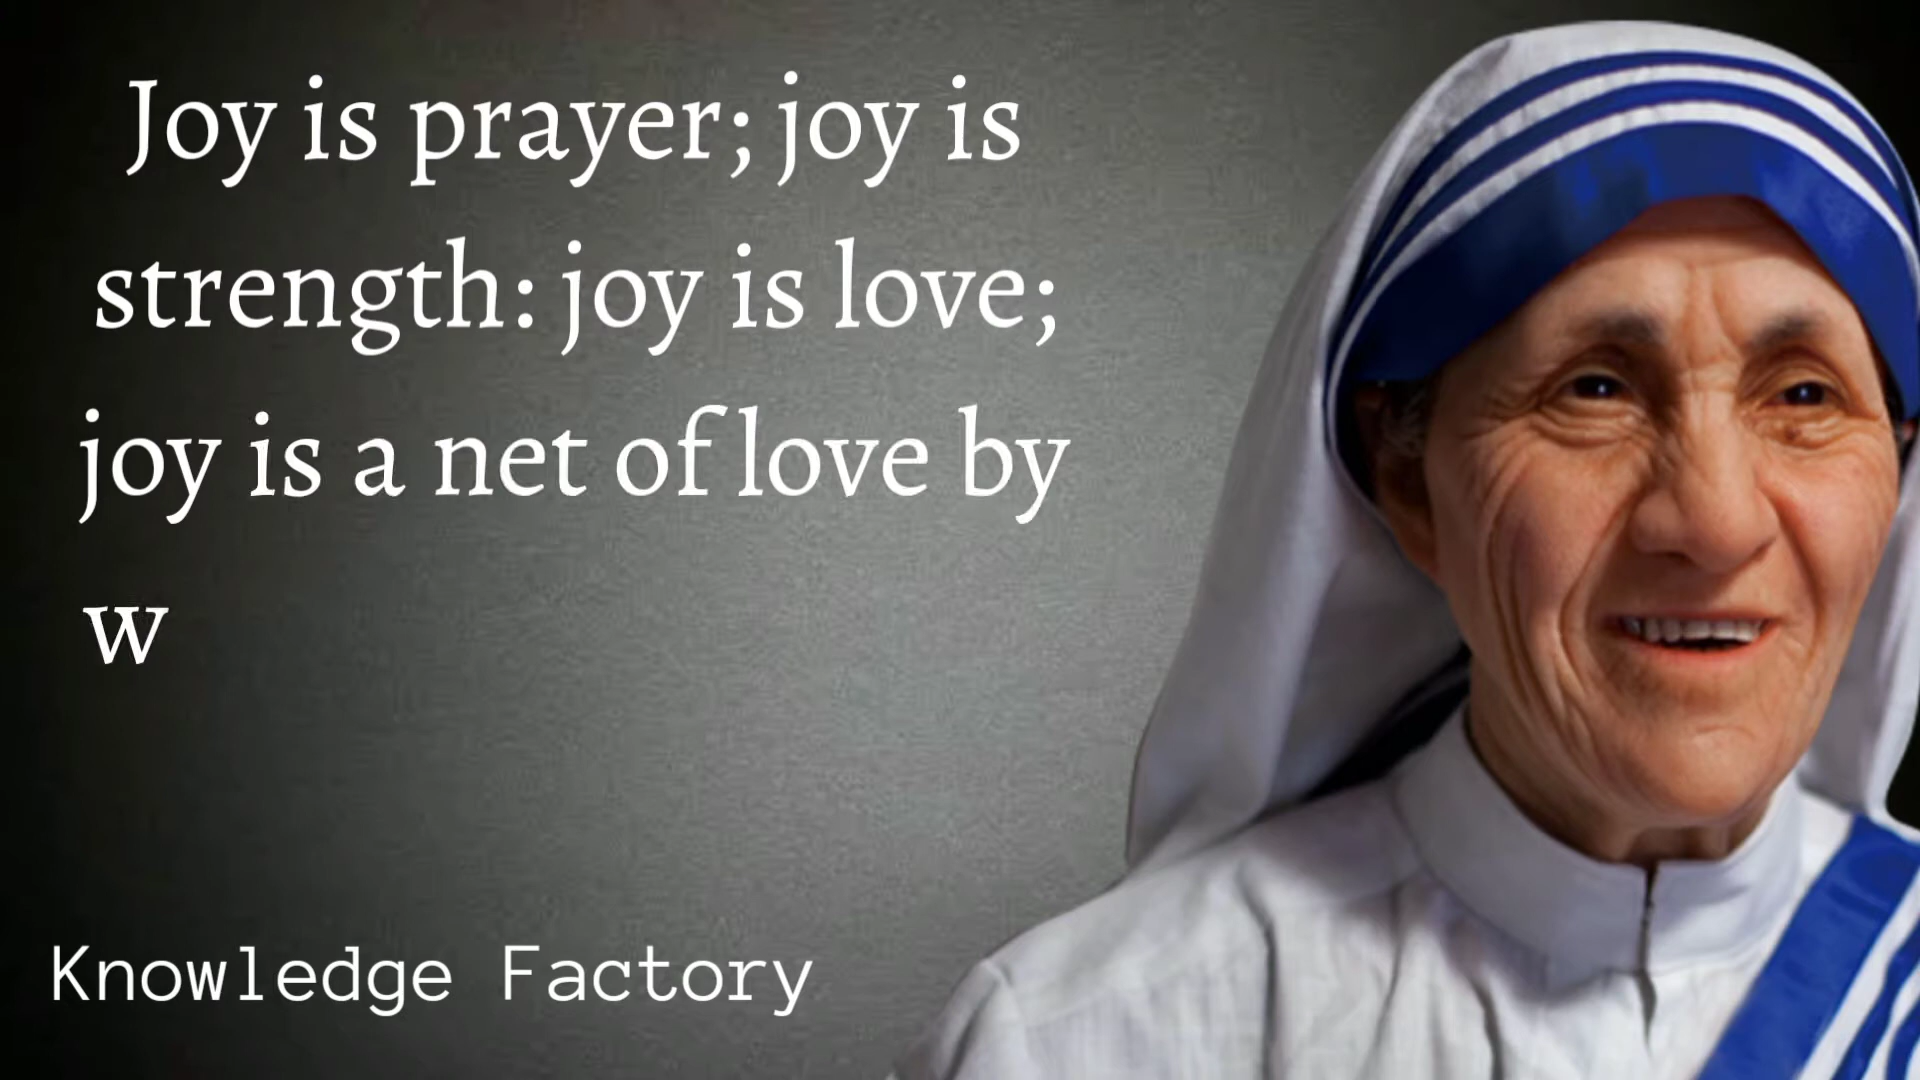 Joy is prayer; joy is
strength: joy is love;
joy is a net of love by
w
Knowledge Factory